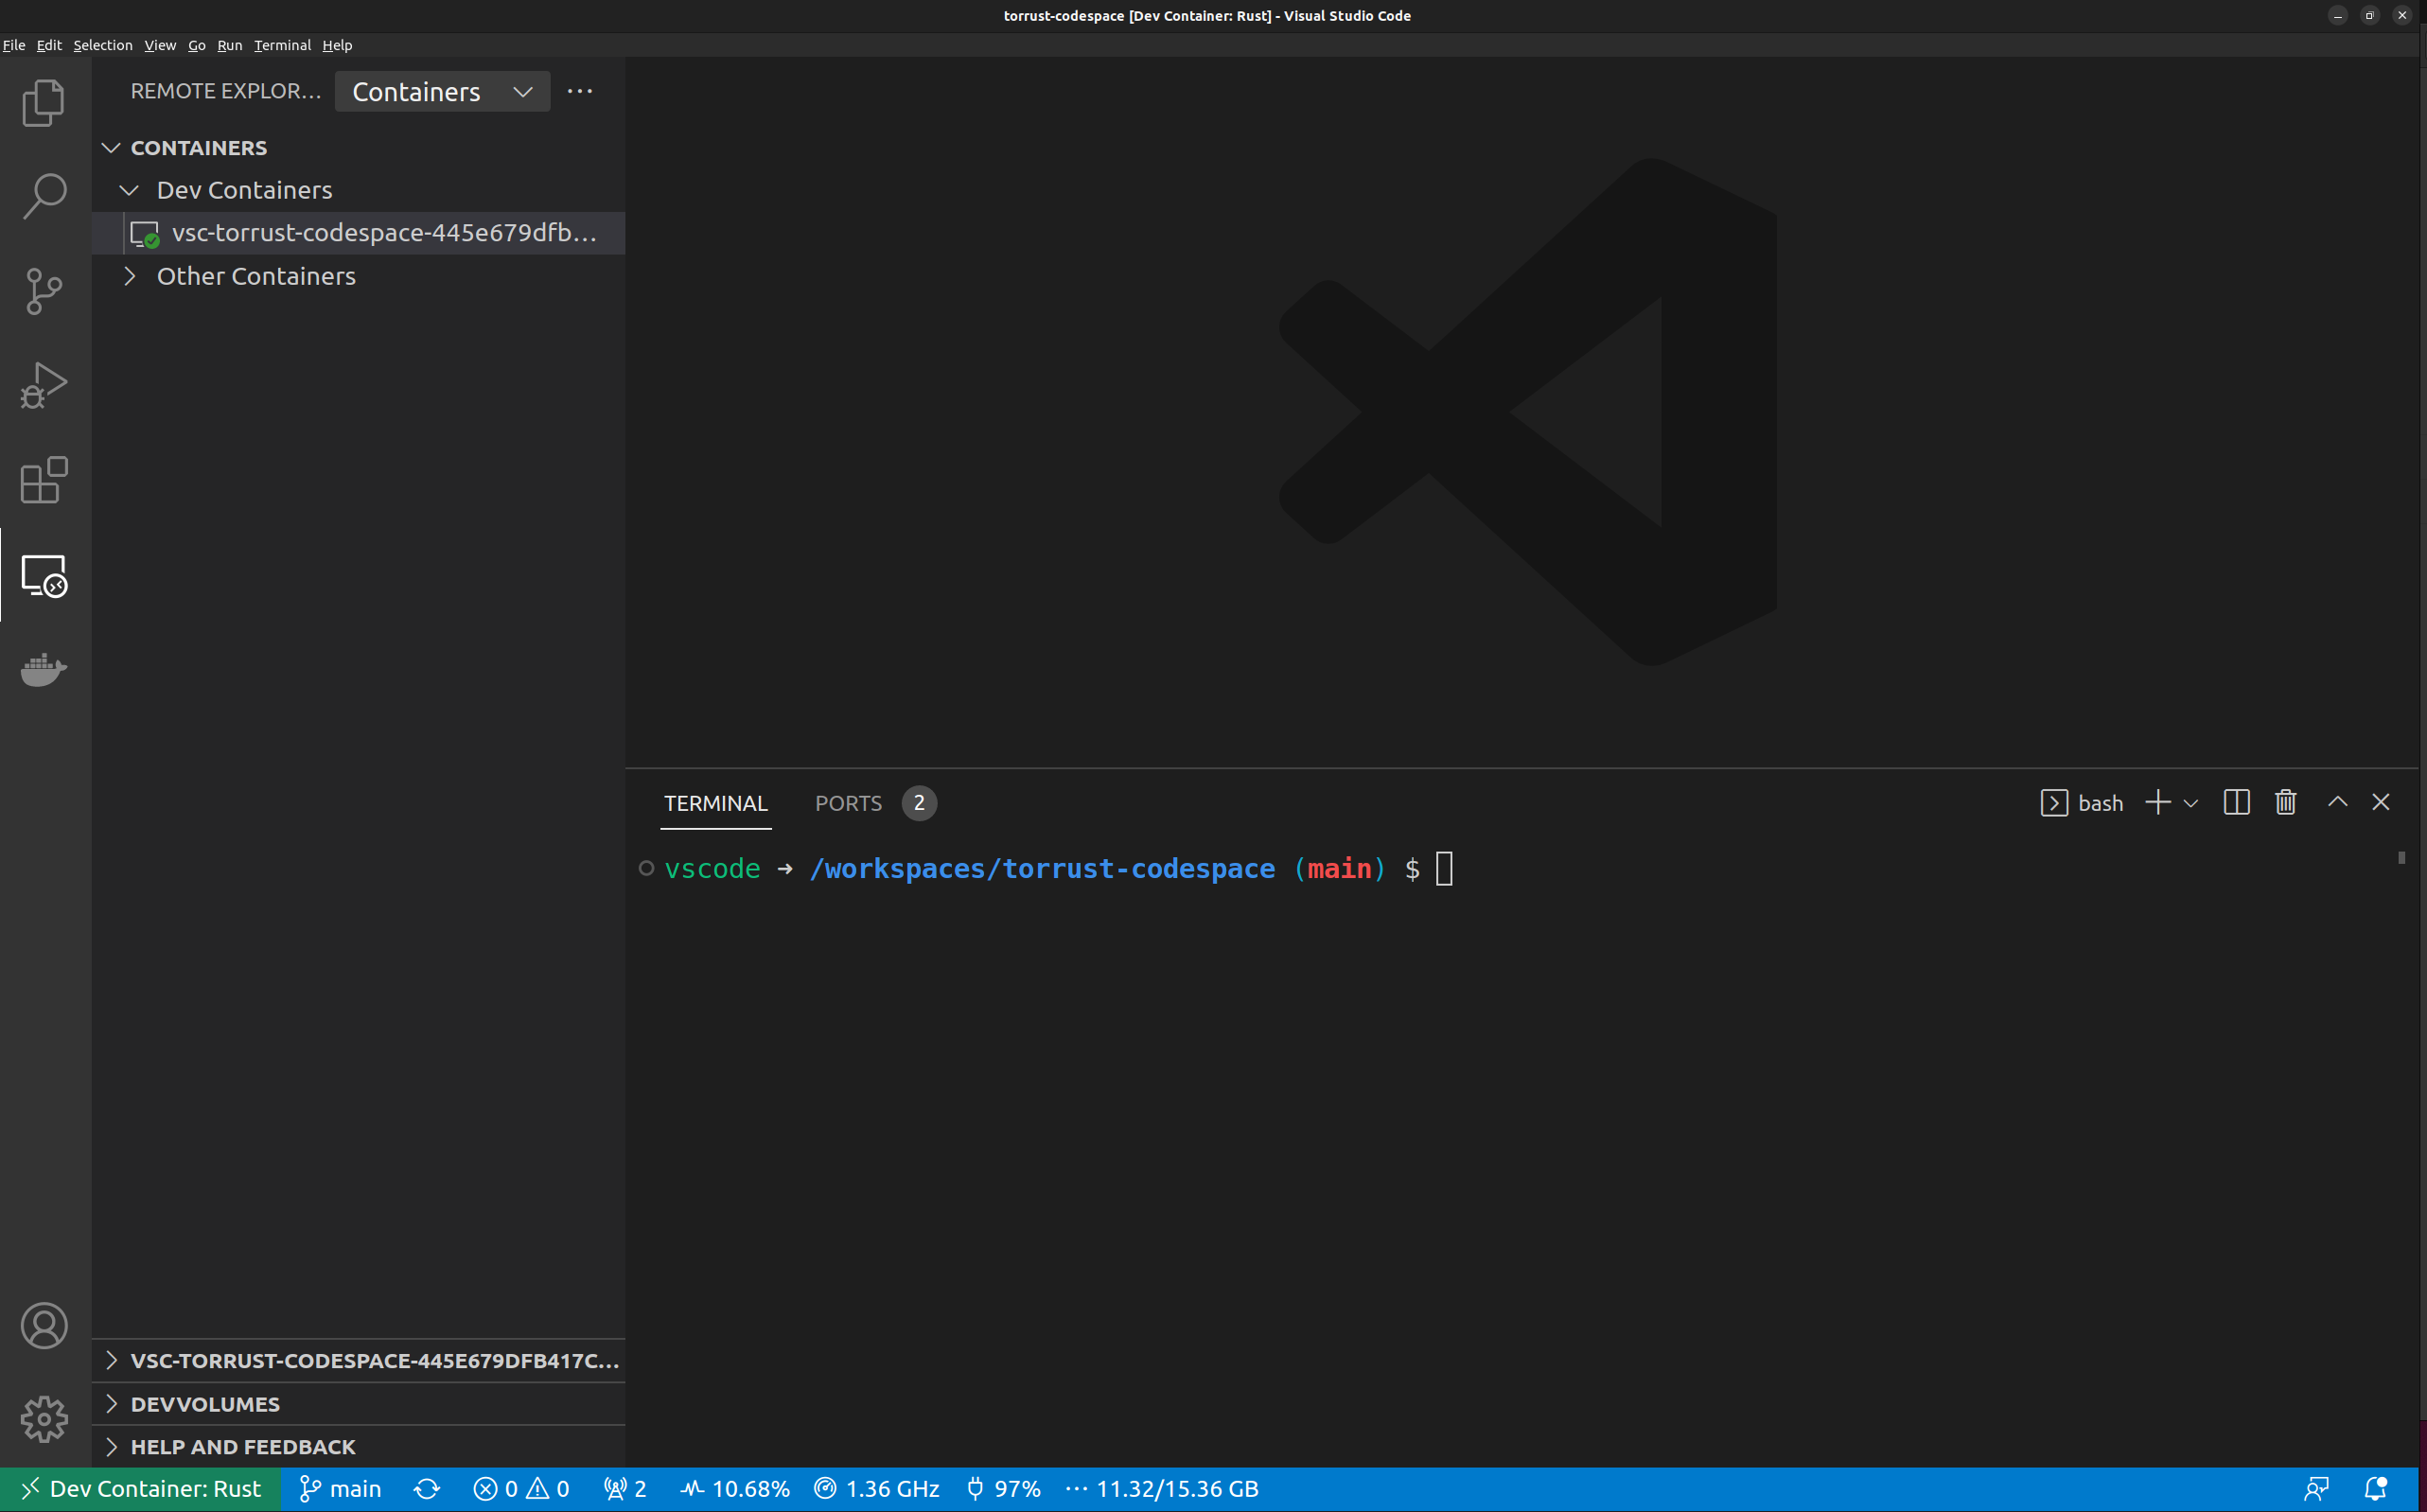 torrust-codespace [Dev Container: Rust] - Visual Studio Code
File Edit Selection View Go Run Terminal Help
REMOTE EXPLOR... Containers ...
CONTAINERS
Dev Containers
vsc-torrust-codespace-445e679dfb...
Other Containers
TERMINAL PORTS 2 bash
vscode → /workspaces/torrust-codespace (main) $
VSC-TORRUST-CODESPACE-445E679DFB417C...
DEVVOLUMES
HELP AND FEEDBACK
Dev Container: Rust main 0 0 2 10.68% 1.36 GHz 97% ... 11.32/15.36 GB